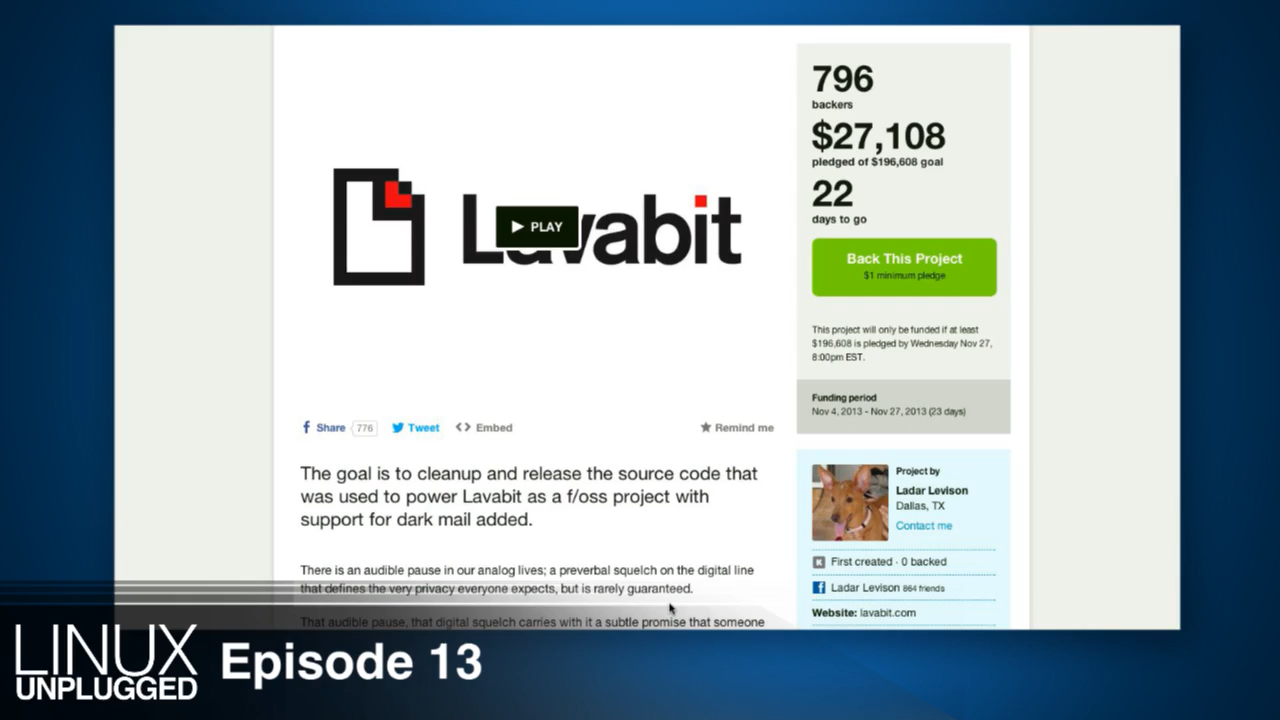 796
backers
$27,108
pledged of $196,608 goal
22
days to go
Back This Project
$1 minimum pledge
This project will only be funded if at least
$196,608 is pledged by Wednesday Nov 27,
8:00pm EST.
Funding period
Nov 4, 2013 - Nov 27, 2013 (23 days)
Lavabit
PLAY
Share 776 Tweet Embed Remind me
The goal is to cleanup and release the source code that
was used to power Lavabit as a f/oss project with
support for dark mail added.
There is an audible pause in our analog lives; a preverbal squelch on the digital line
that defines the very privacy everyone expects, but is rarely guaranteed.
That audible pause, that digital squelch carries with it a subtle promise that someone
Project by
Ladar Levison
Dallas, TX
Contact me
K First created · 0 backed
Ladar Levison 864 friends
Website: lavabit.com
LINUX
UNPLUGGED
Episode 13